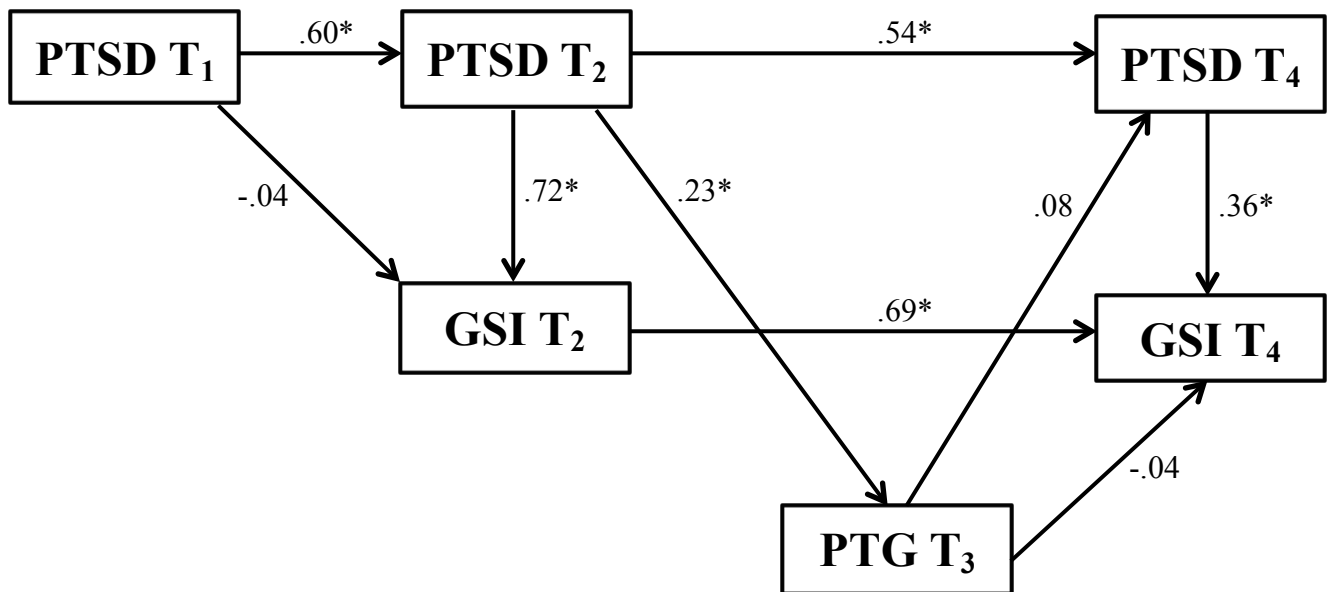 PTSD T₁
.60*
PTSD T₂
.54*
PTSD T₄
-.04
.72*
.23*
.08
.36*
GSI T₂
.69*
GSI T₄
-.04
PTG T₃